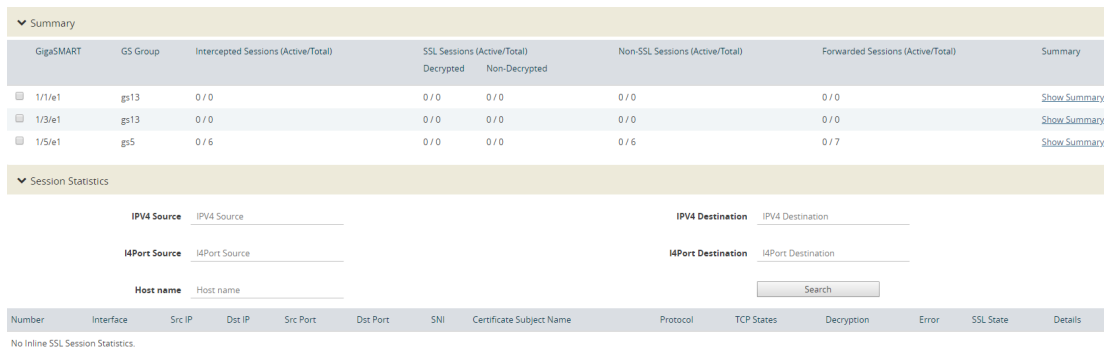 Summary
GigaSMART GS Group Intercepted Sessions (Active/Total) SSL Sessions (Active/Total) Non-SSL Sessions (Active/Total) Forwarded Sessions (Active/Total) Summary
Decrypted Non-Decrypted
1/1/e1 gs13 0 / 0 0 / 0 0 / 0 0 / 0 0 / 0 Show Summary
1/3/e1 gs13 0 / 0 0 / 0 0 / 0 0 / 0 0 / 0 Show Summary
1/5/e1 gs5 0 / 6 0 / 0 0 / 0 0 / 6 0 / 7 Show Summary
Session Statistics
IPV4 Source IPV4 Source IPV4 Destination IPV4 Destination
l4Port Source l4Port Source l4Port Destination l4Port Destination
Host name Host name Search
Number Interface Src IP Dst IP Src Port Dst Port SNI Certificate Subject Name Protocol TCP States Decryption Error SSL State Details
No Inline SSL Session Statistics.